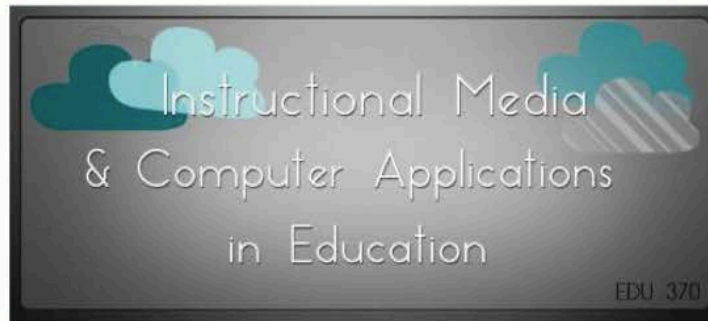 Instructional Media
& Computer Applications
in Education
EDU 370